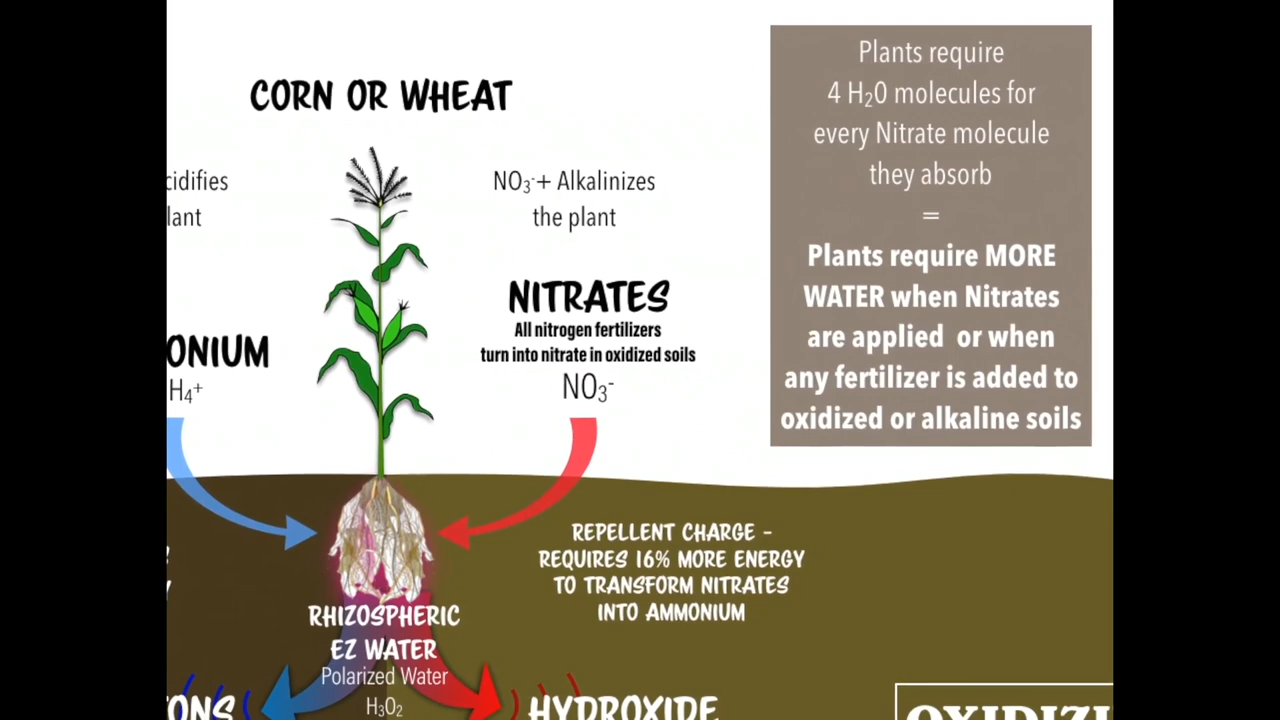 CORN OR WHEAT
cidifies
lant
ONIUM
H₄⁺
NO₃⁻+ Alkalinizes
the plant
NITRATES
All nitrogen fertilizers
turn into nitrate in oxidized soils
NO₃⁻
Plants require
4 H₂O molecules for
every Nitrate molecule
they absorb
=
Plants require MORE
WATER when Nitrates
are applied or when
any fertilizer is added to
oxidized or alkaline soils
REPELLENT CHARGE –
REQUIRES 16% MORE ENERGY
TO TRANSFORM NITRATES
INTO AMMONIUM
RHIZOSPHERIC
EZ WATER
Polarized Water
H₃O₂
ONS
HYDROXIDE
OXIDIZI